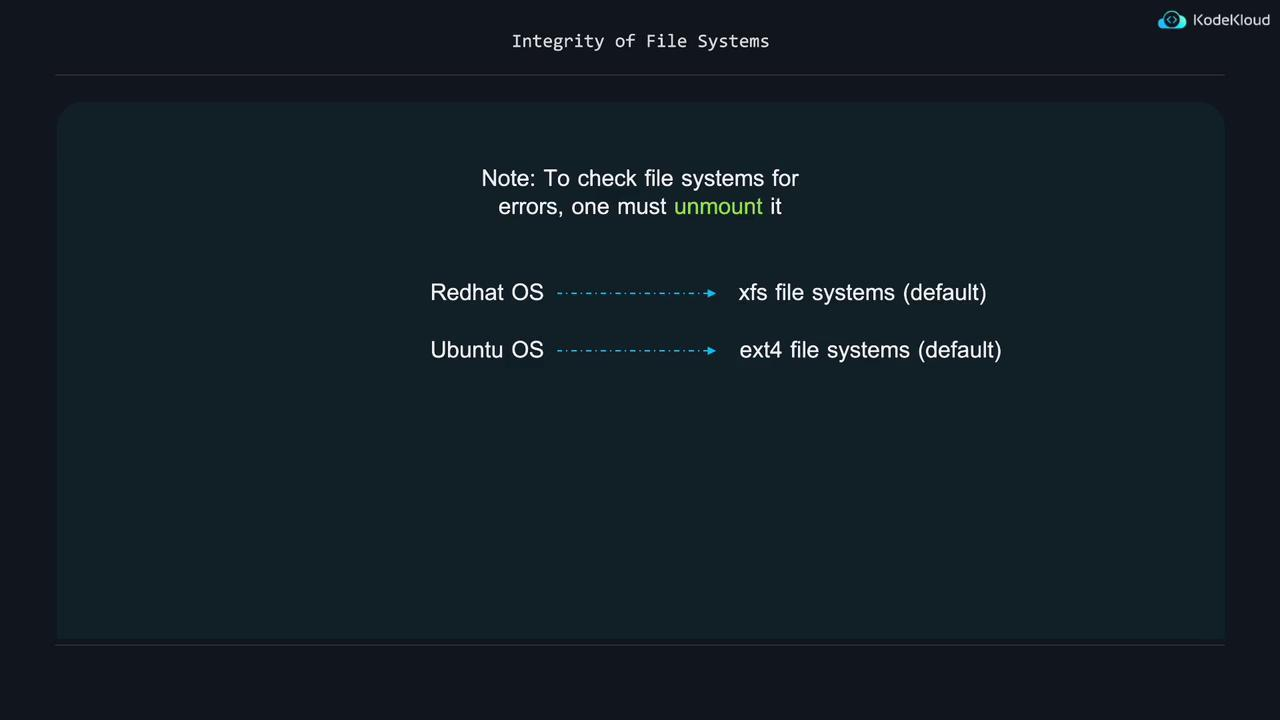 KodeKloud
Integrity of File Systems
Note: To check file systems for
errors, one must unmount it
Redhat OS xfs file systems (default)
Ubuntu OS ext4 file systems (default)